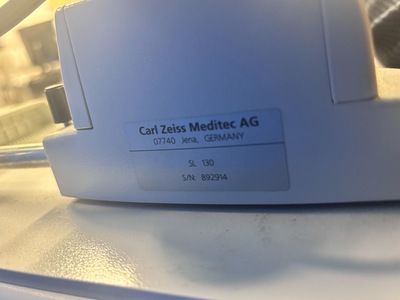 Carl Zeiss Meditec AG
07740 Jena, GERMANY
SL 130
S/N: 892914